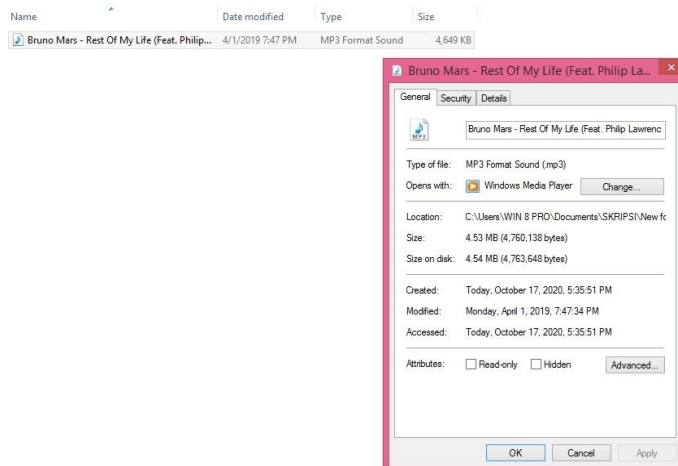 Name Date modified Type Size
Bruno Mars - Rest Of My Life (Feat. Philip... 4/1/2019 7:47 PM MP3 Format Sound 4,649 KB
Bruno Mars - Rest Of My Life (Feat. Philip La...
General Security Details
MP3
Bruno Mars - Rest Of My Life (Feat. Philip Lawrenc
Type of file: MP3 Format Sound (.mp3)
Opens with: Windows Media Player Change...
Location: C:\Users\WIN 8 PRO\Documents\SKRIPSI\New fc
Size: 4.53 MB (4,760,138 bytes)
Size on disk: 4.54 MB (4,763,648 bytes)
Created: Today, October 17, 2020, 5:35:51 PM
Modified: Monday, April 1, 2019, 7:47:34 PM
Accessed: Today, October 17, 2020, 5:35:51 PM
Attributes: Read-only Hidden Advanced...
OK Cancel Apply